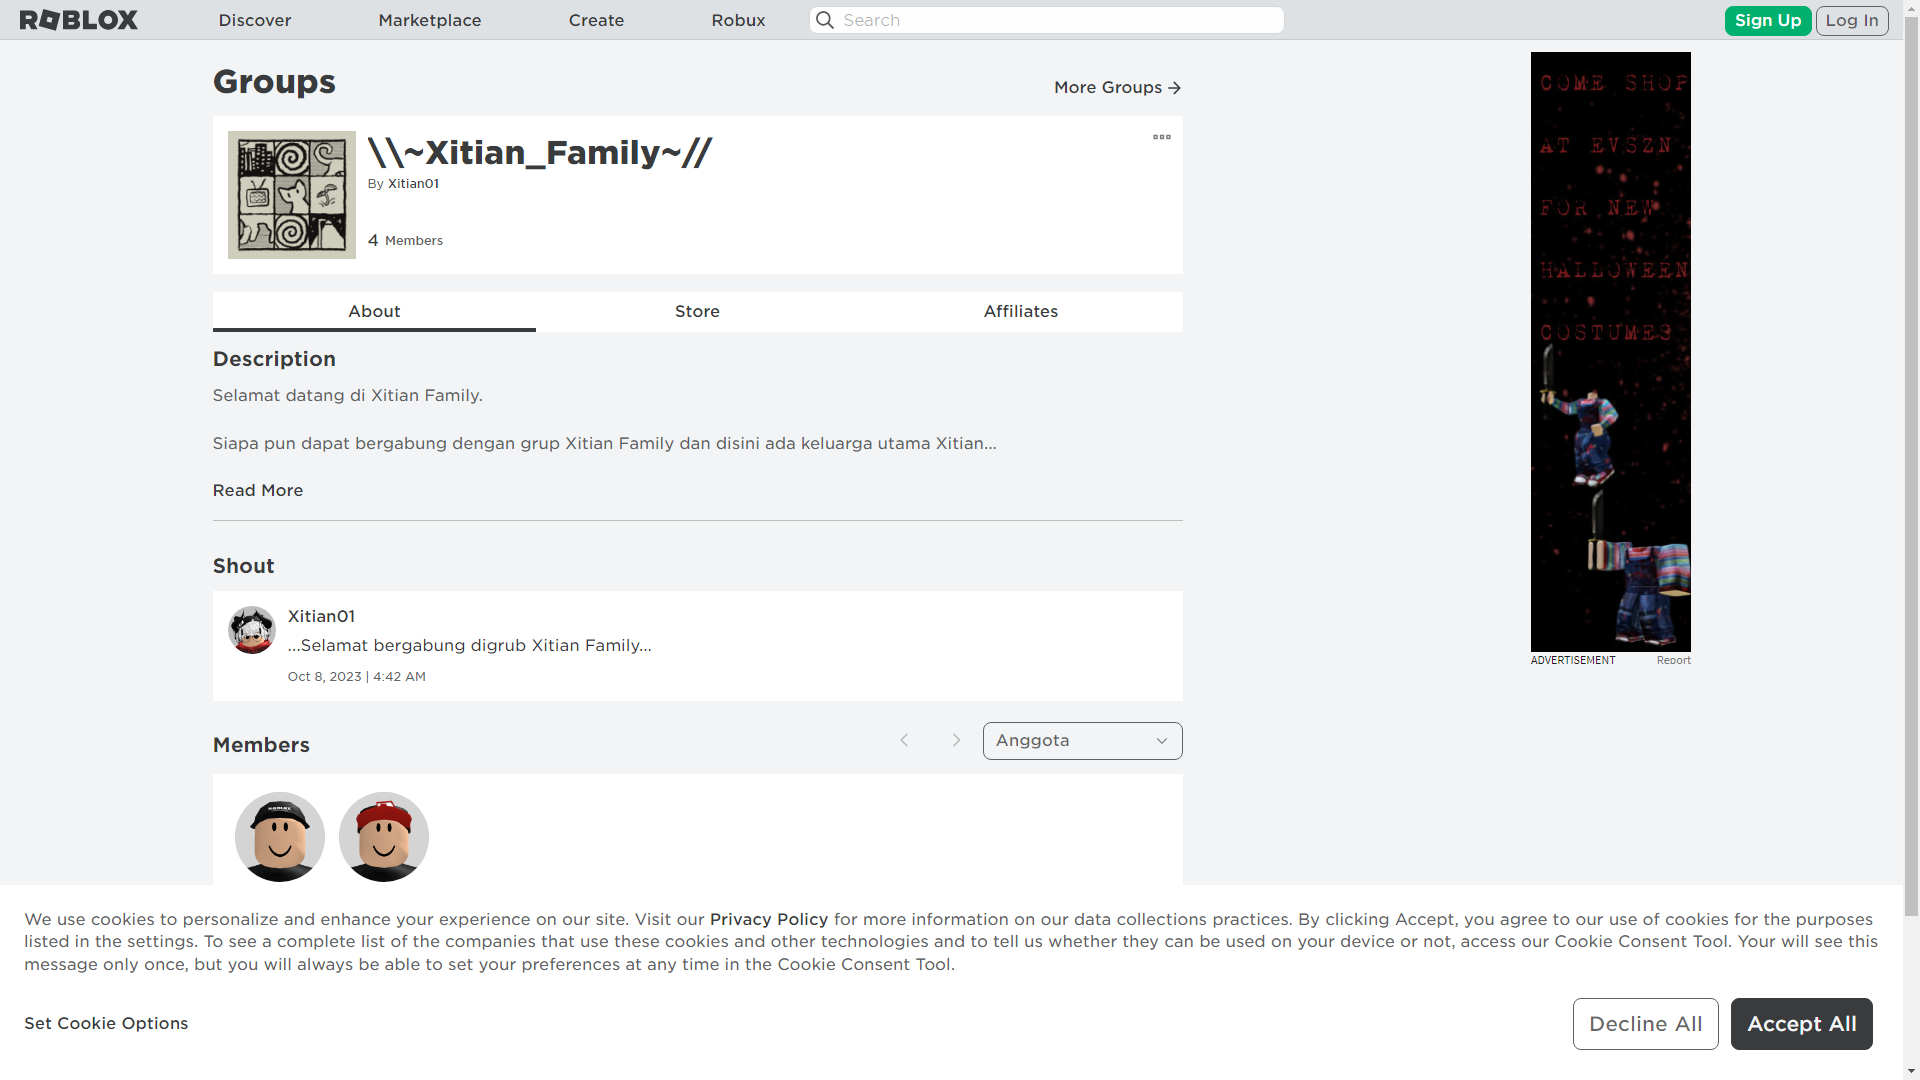 ROBLOX
Discover
Marketplace
Create
Robux
Search
Sign Up
Log In
Groups
More Groups
\\~Xitian_Family~//
By Xitian01
4 Members
About
Store
Affiliates
Description
Selamat datang di Xitian Family.
Siapa pun dapat bergabung dengan grup Xitian Family dan disini ada keluarga utama Xitian...
Read More
Shout
Xitian01
...Selamat bergabung digrub Xitian Family...
Oct 8, 2023 | 4:42 AM
Members
Anggota
COME SHOP
AT EVSZN
FOR NEW
HALLOWEEN
COSTUMES
ADVERTISEMENT
Report
We use cookies to personalize and enhance your experience on our site. Visit our Privacy Policy for more information on our data collections practices. By clicking Accept, you agree to our use of cookies for the purposes
listed in the settings. To see a complete list of the companies that use these cookies and other technologies and to tell us whether they can be used on your device or not, access our Cookie Consent Tool. Your will see this
message only once, but you will always be able to set your preferences at any time in the Cookie Consent Tool.
Set Cookie Options
Decline All
Accept All